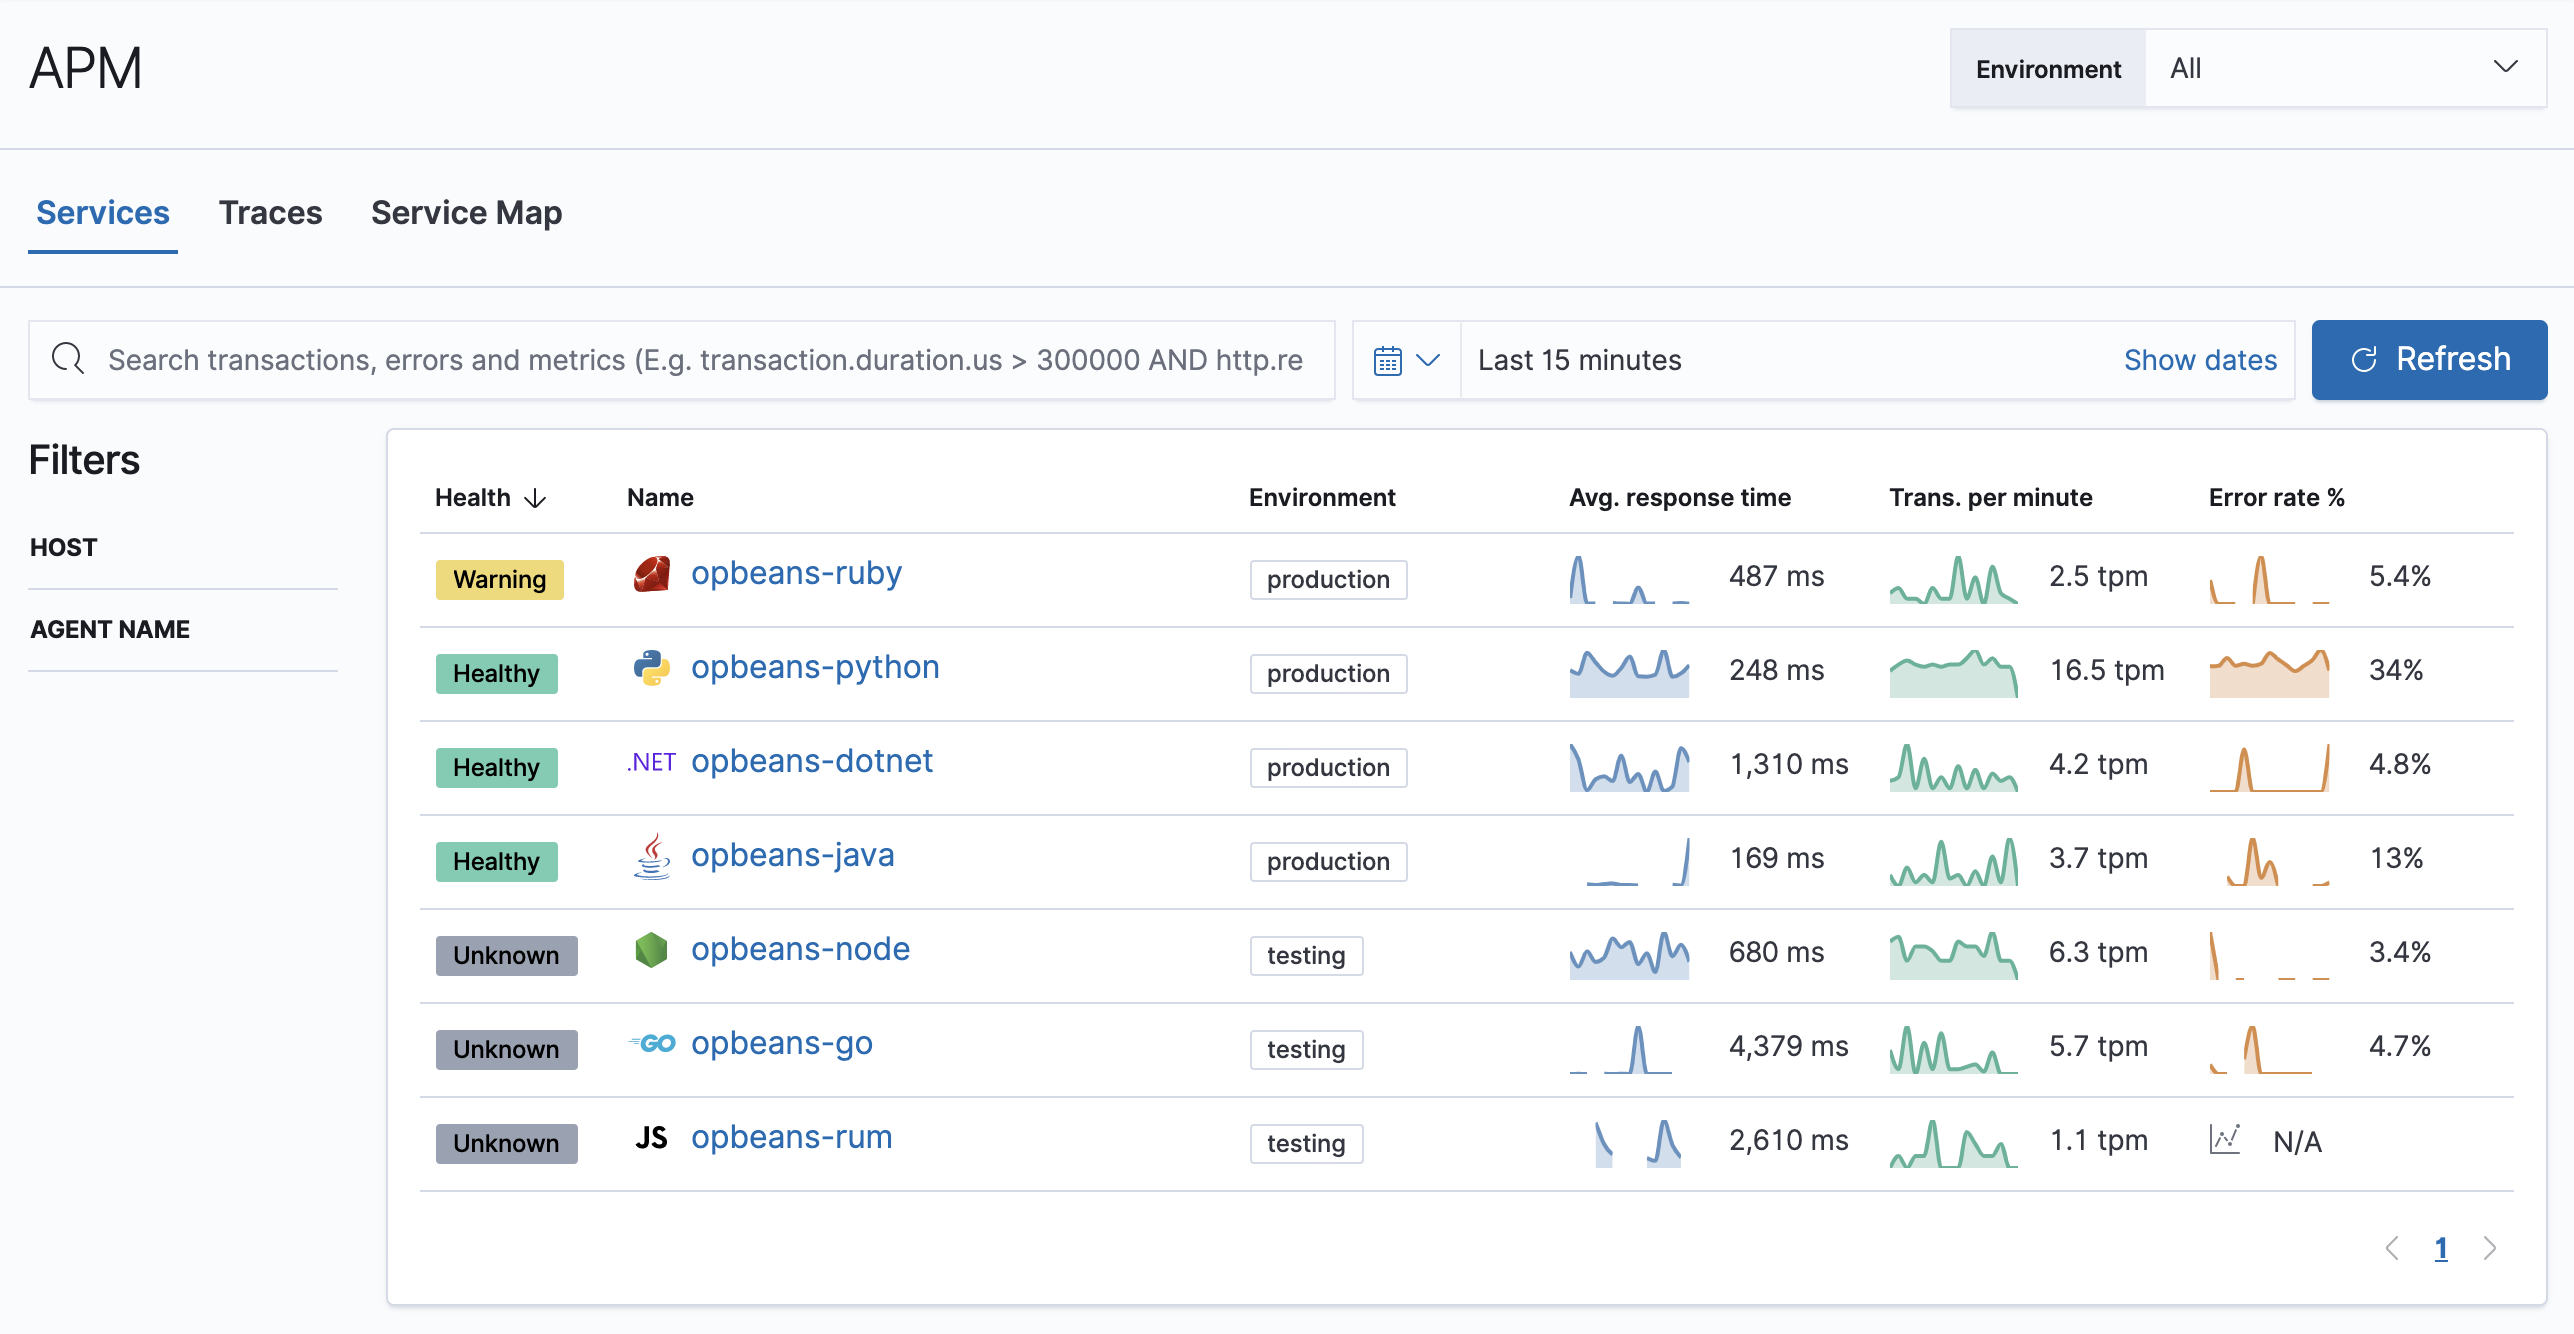 APM
Environment All
Services Traces Service Map
Search transactions, errors and metrics (E.g. transaction.duration.us > 300000 AND http.re
Last 15 minutes Show dates Refresh
Filters
HOST
AGENT NAME
Health Name Environment Avg. response time Trans. per minute Error rate %
Warning opbeans-ruby production 487 ms 2.5 tpm 5.4%
Healthy opbeans-python production 248 ms 16.5 tpm 34%
Healthy .NET opbeans-dotnet production 1,310 ms 4.2 tpm 4.8%
Healthy opbeans-java production 169 ms 3.7 tpm 13%
Unknown opbeans-node testing 680 ms 6.3 tpm 3.4%
Unknown GO opbeans-go testing 4,379 ms 5.7 tpm 4.7%
Unknown JS opbeans-rum testing 2,610 ms 1.1 tpm N/A
1